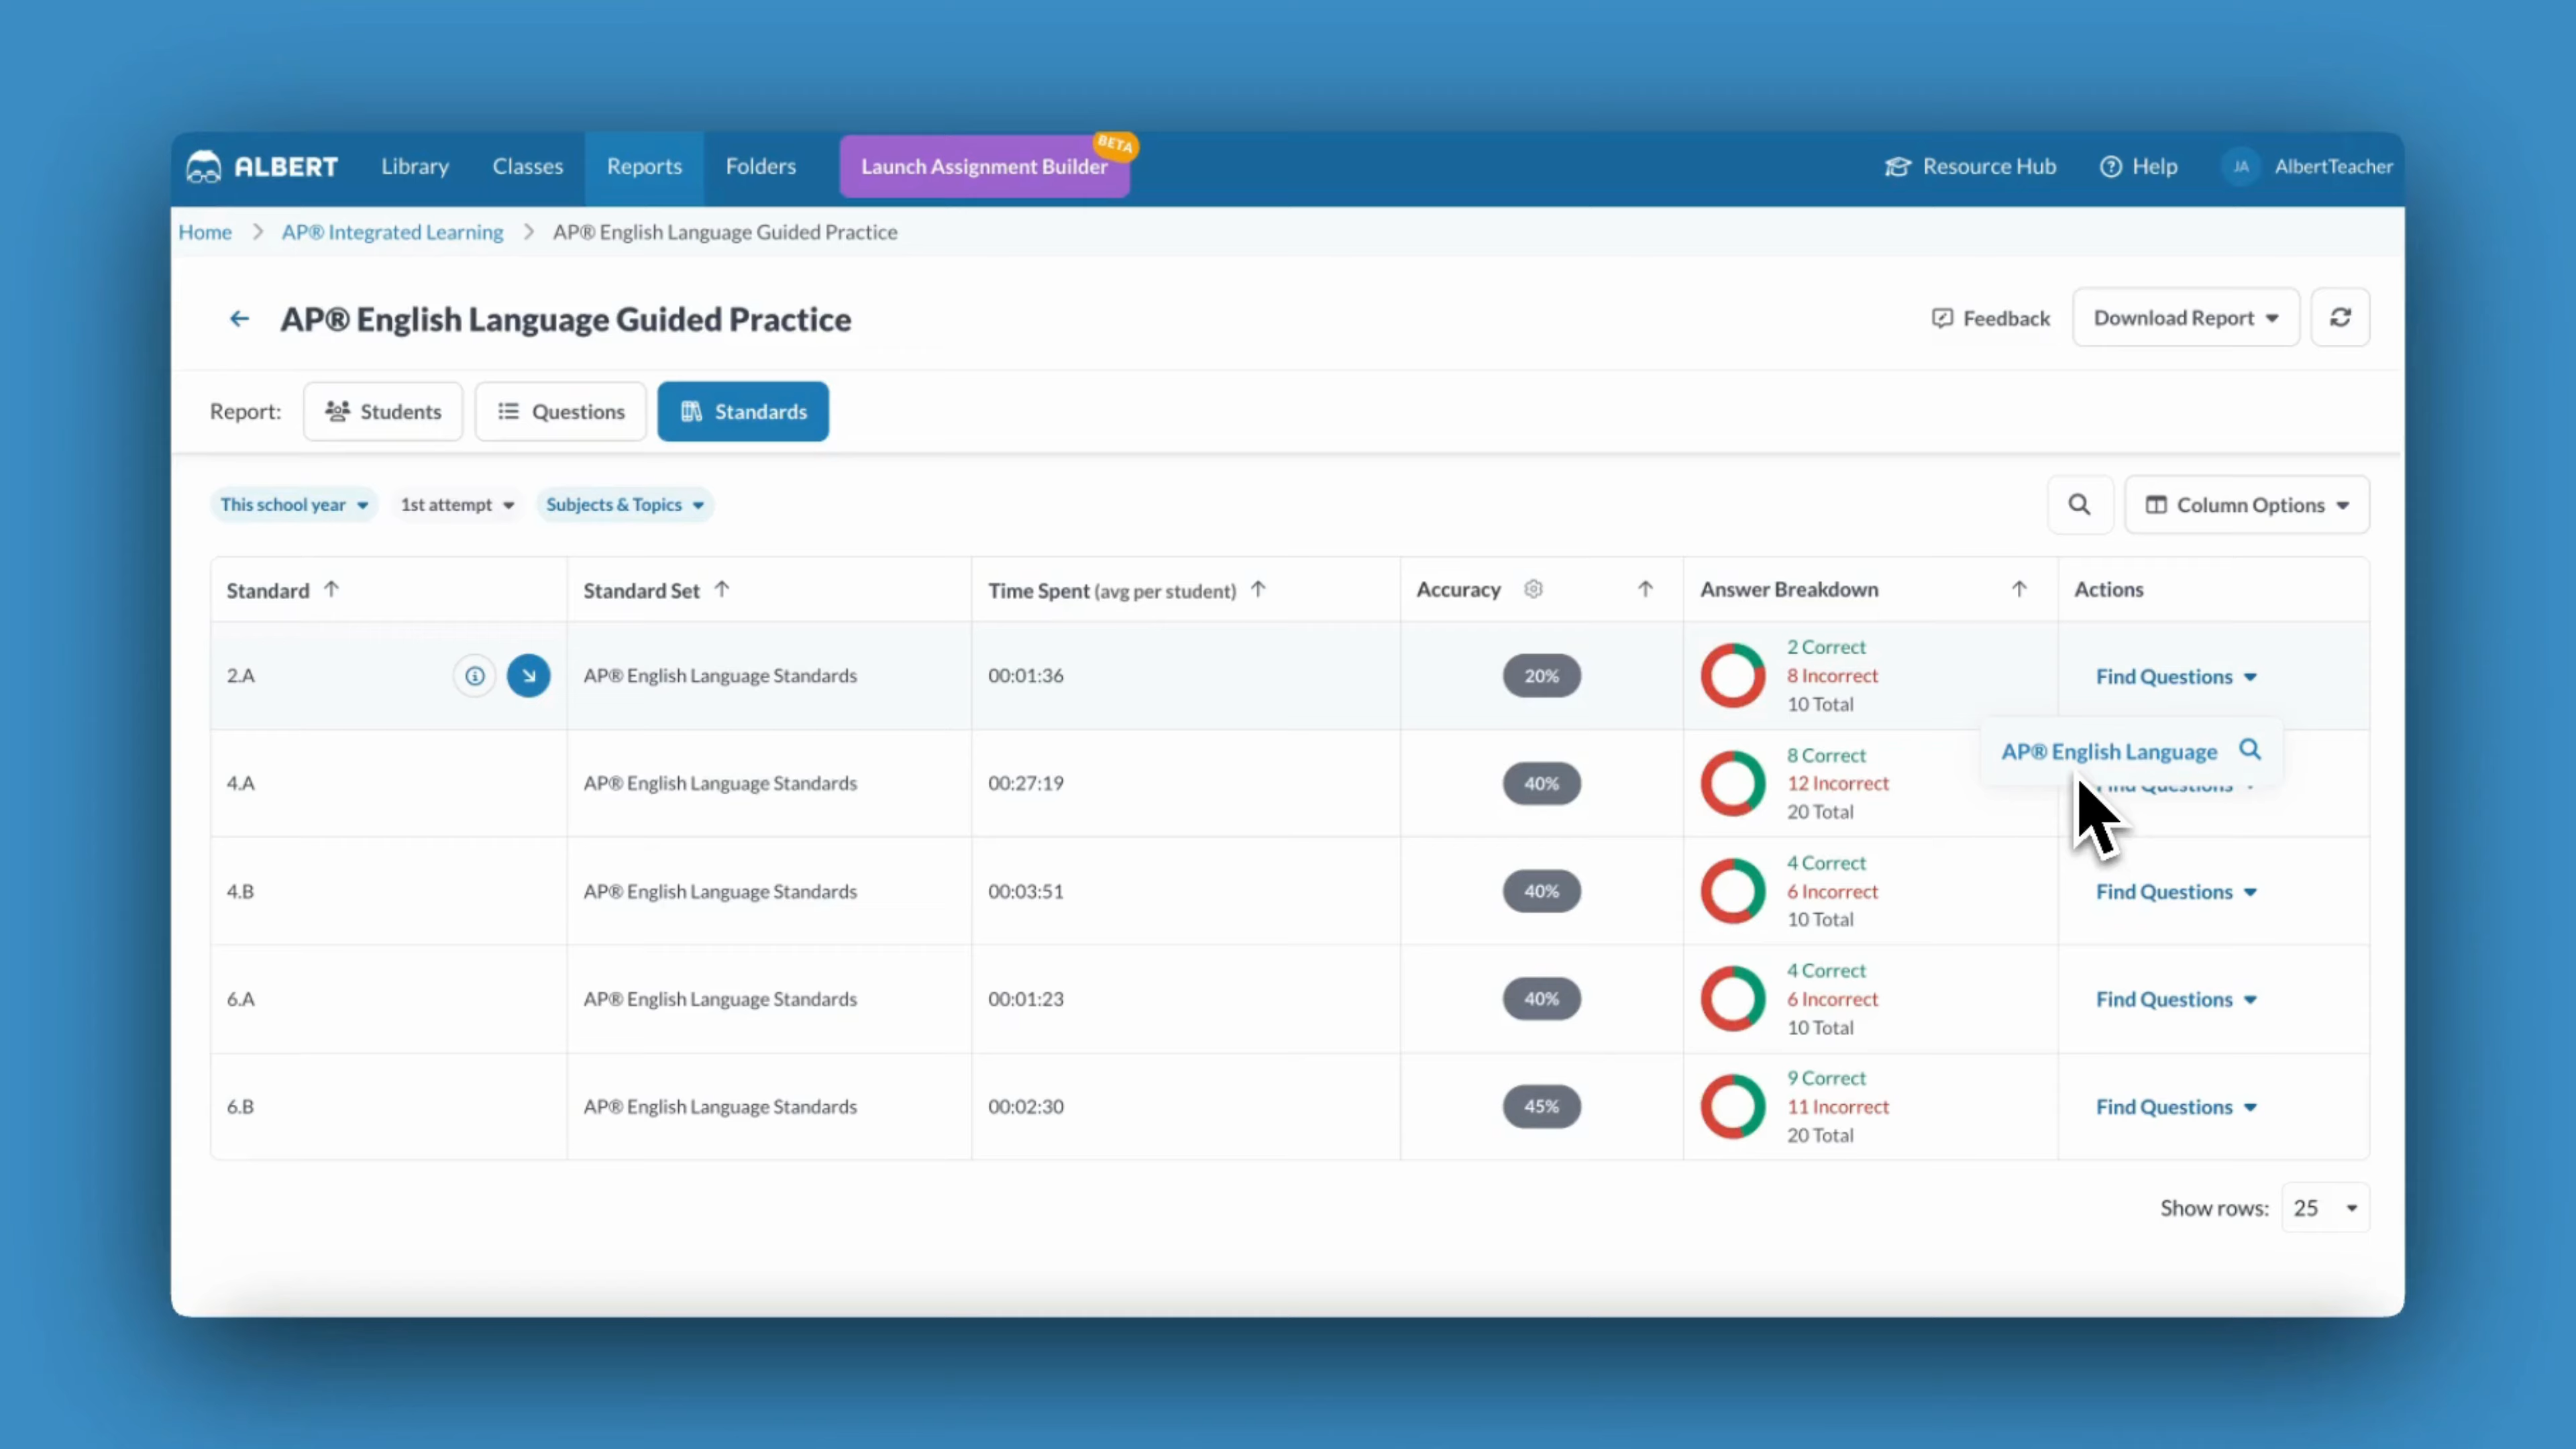 ALBERT Library Classes Reports Folders Launch Assignment Builder BETA Resource Hub Help JA AlbertTeacher
Home AP® Integrated Learning AP® English Language Guided Practice
AP® English Language Guided Practice Feedback Download Report
Report: Students Questions Standards
This school year 1st attempt Subjects & Topics Column Options
Standard Standard Set Time Spent (avg per student) Accuracy Answer Breakdown Actions
2.A AP® English Language Standards 00:01:36 20% 2 Correct
8 Incorrect
10 Total
Find Questions
AP® English Language
4.A AP® English Language Standards 00:27:19 40% 8 Correct
12 Incorrect
20 Total
Find Questions
4.B AP® English Language Standards 00:03:51 40% 4 Correct
6 Incorrect
10 Total
Find Questions
6.A AP® English Language Standards 00:01:23 40% 4 Correct
6 Incorrect
10 Total
Find Questions
6.B AP® English Language Standards 00:02:30 45% 9 Correct
11 Incorrect
20 Total
Find Questions
Show rows: 25